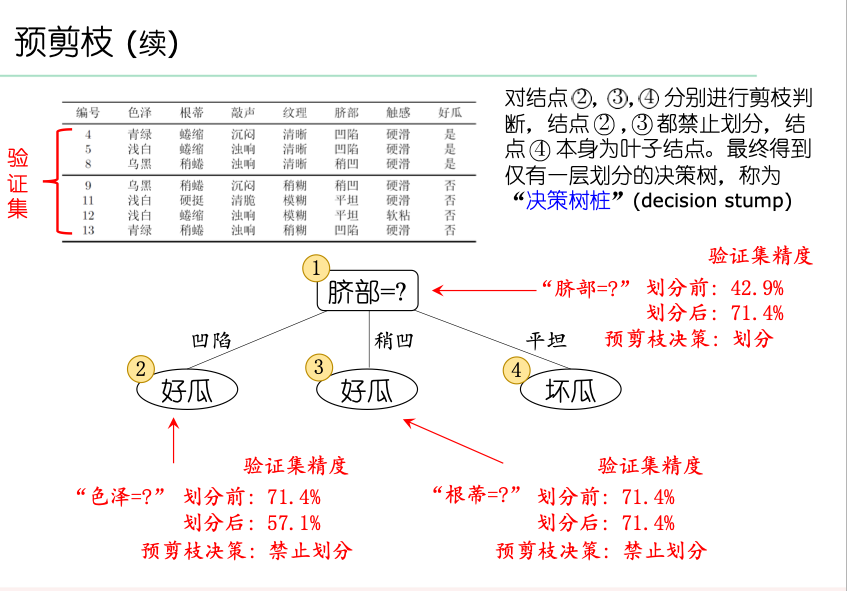 预剪枝 (续)
编号 色泽 根蒂 敲声 纹理 脐部 触感 好瓜
4 青绿 蜷缩 沉闷 清晰 凹陷 硬滑 是
5 浅白 蜷缩 浊响 清晰 凹陷 硬滑 是
8 乌黑 稍蜷 浊响 清晰 稍凹 硬滑 是
9 乌黑 稍蜷 沉闷 稍糊 稍凹 硬滑 否
11 浅白 硬挺 清脆 模糊 平坦 硬滑 否
12 浅白 蜷缩 浊响 模糊 平坦 软粘 否
13 青绿 稍蜷 浊响 稍糊 凹陷 硬滑 否
验
证
集
对结点②, ③,④ 分别进行剪枝判
断，结点② ,③都禁止划分，结
点④ 本身为叶子结点。最终得到
仅有一层划分的决策树，称为
“决策树桩”(decision stump)
1
脐部=?
验证集精度
“脐部=?” 划分前: 42.9%
划分后: 71.4%
预剪枝决策: 划分
凹陷
稍凹
平坦
2
好瓜
3
好瓜
4
坏瓜
验证集精度
“色泽=?” 划分前: 71.4%
划分后: 57.1%
预剪枝决策: 禁止划分
验证集精度
“根蒂=?” 划分前: 71.4%
划分后: 71.4%
预剪枝决策: 禁止划分